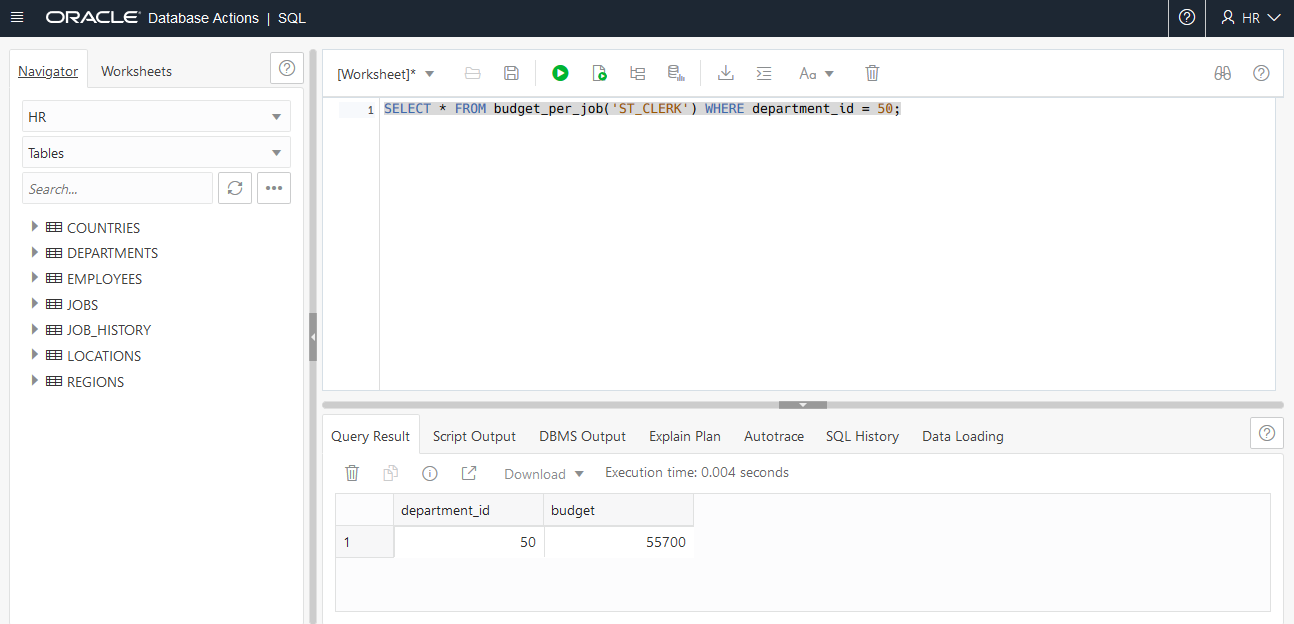 ORACLE Database Actions | SQL
HR
Navigator
Worksheets
HR
Tables
Search...
COUNTRIES
DEPARTMENTS
EMPLOYEES
JOBS
JOB_HISTORY
LOCATIONS
REGIONS
[Worksheet]*
Aa
1 SELECT * FROM budget_per_job('ST_CLERK') WHERE department_id = 50;
Query Result Script Output DBMS Output Explain Plan Autotrace SQL History Data Loading
Download Execution time: 0.004 seconds
department_id budget
1 50 55700